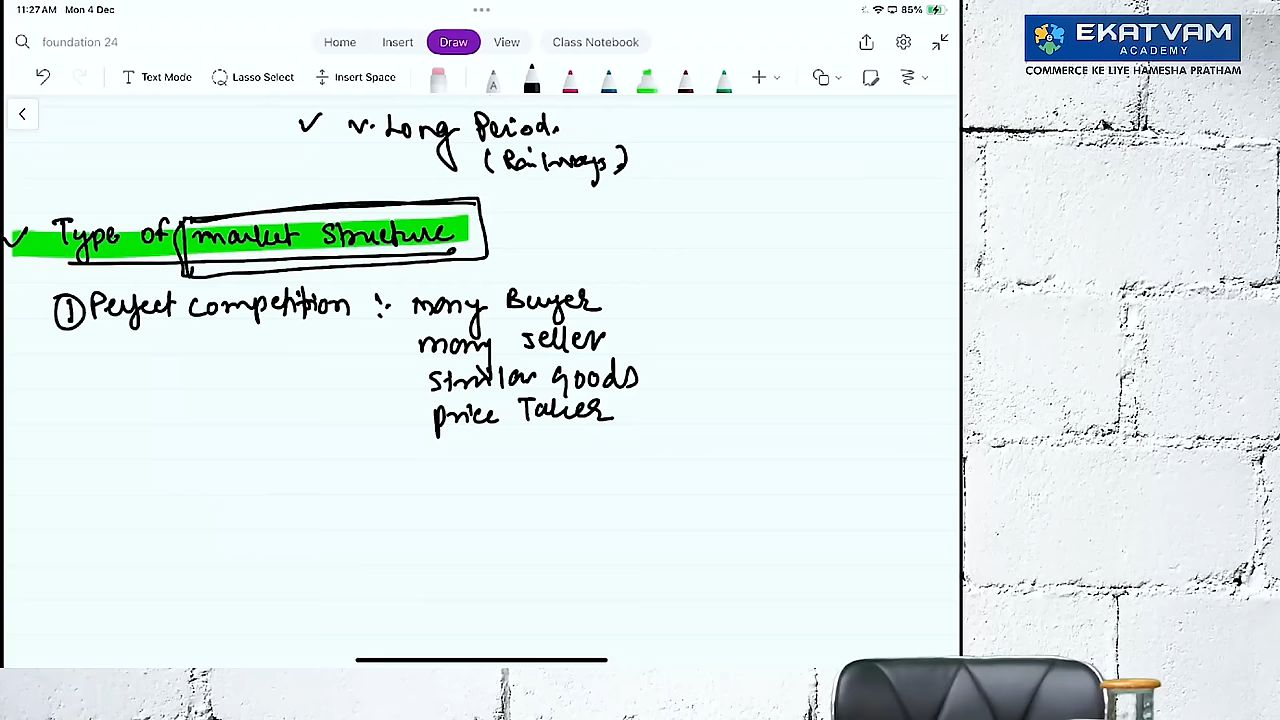 11:27 AM Mon 4 Dec
85%
foundation 24
Home Insert Draw View Class Notebook
Text Mode Lasso Select Insert Space
v. Long Period.
(Railways)
Type of market Structure
① Perfect competition :- many Buyer
many seller
Similar goods
price Taker
EKATVAM
ACADEMY
COMMERCE KE LIYE HAMESHA PRATHAM